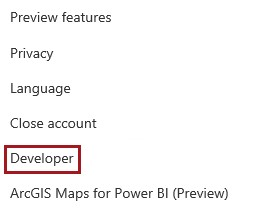 Preview features
Privacy
Language
Close account
Developer
ArcGIS Maps for Power BI (Preview)